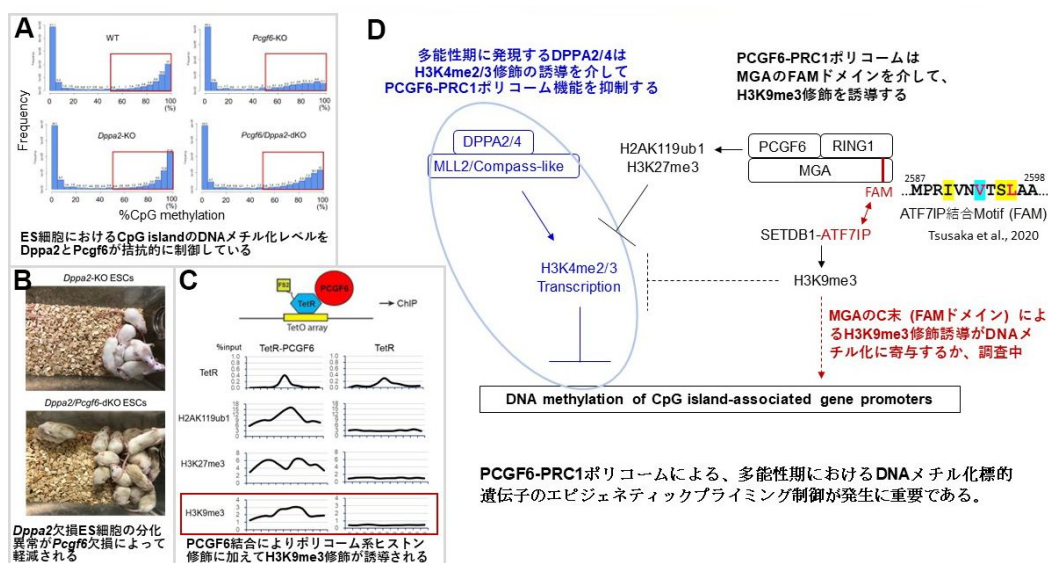 A
WT
Pcgf6-KO
Dppa2-KO
Pcgf6/Dppa2-dKO
Frequency
0 20 40 60 80 100
(%)
0 20 40 60 80 100
(%)
%CpG methylation
ES細胞におけるCpG islandのDNAメチル化レベルを
Dppa2とPcgf6が拮抗的に制御している
B
Dppa2-KO ESCs
Dppa2/Pcgf6-dKO ESCs
Dppa2欠損ES細胞の分化
異常がPcgf6欠損によって
軽減される
C
FS2
PCGF6
TetR
TetO array
ChIP
%input
TetR-PCGF6
TetR
TetR
H2AK119ub1
H3K27me3
H3K9me3
PCGF6結合によりポリコーム系ヒストン
修飾に加えてH3K9me3修飾が誘導される
D
多能性期に発現するDPPA2/4は
H3K4me2/3修飾の誘導を介して
PCGF6-PRC1ポリコーム機能を抑制する
PCGF6-PRC1ポリコームは
MGAのFAMドメインを介して、
H3K9me3修飾を誘導する
DPPA2/4
MLL2/Compass-like
H2AK119ub1
H3K27me3
PCGF6
RING1
MGA
FAM
2587
2598
...MPRIVNVTSLAA...
ATF7IP結合Motif (FAM)
Tsusaka et al., 2020
SETDB1-ATF7IP
H3K4me2/3
Transcription
H3K9me3
MGAのC末（FAMドメイン）によ
るH3K9me3修飾誘導がDNAメ
チル化に寄与するか、調査中
DNA methylation of CpG island-associated gene promoters
PCGF6-PRC1ポリコームによる、多能性期におけるDNAメチル化標的
遺伝子のエピジェネティックプライミング制御が発生に重要である。